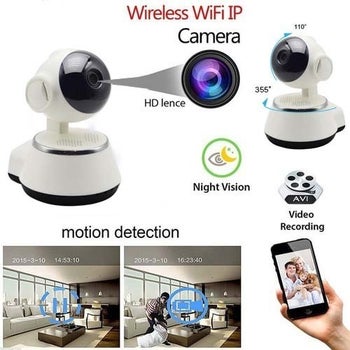 Wireless WiFi IP
Camera
110°
355°
HD lence
Night Vision
AVI
Video
Recording
motion detection
2015-3-10 14:53:10
2015-3-10 16:23:40